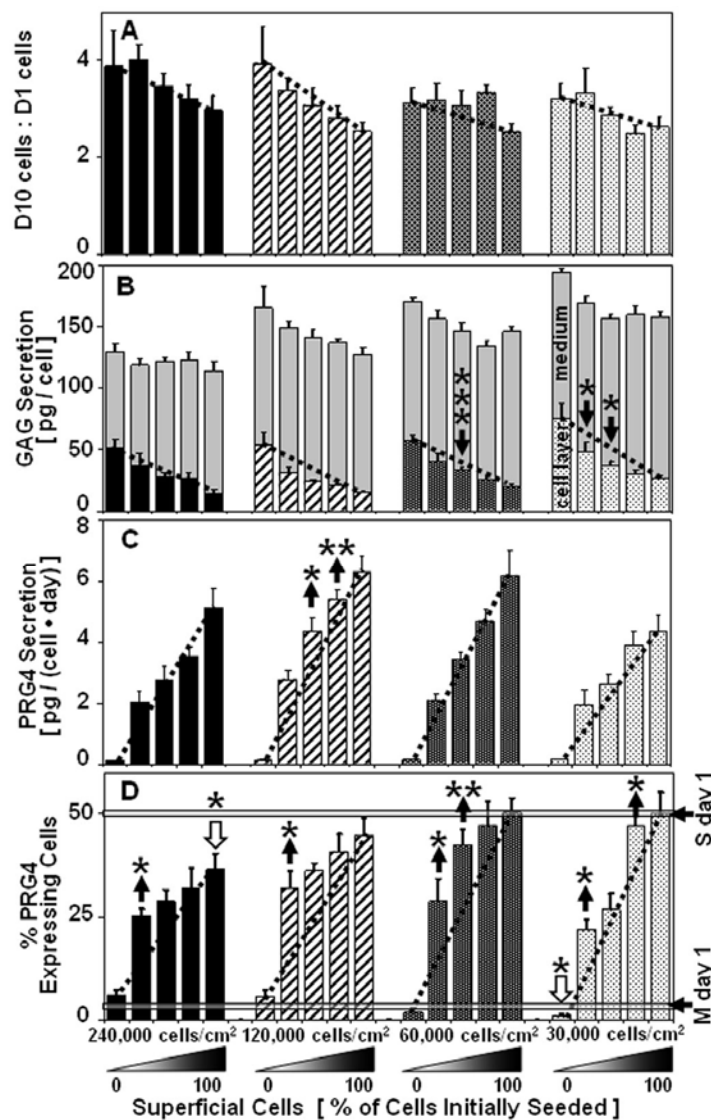 A
D10 cells : D1 cells
4
2
0
B
GAG Secretion
[ pg / cell ]
200
150
100
50
0
*
*
*
*
*
medium
cell layer
C
PRG4 Secretion
[ pg / (cell • day) ]
8
6
4
2
0
*
**
D
% PRG4
Expressing Cells
50
25
0
*
*
*
*
**
*
*
*
S day 1
M day 1
240,000 cells/cm² 120,000 cells/cm² 60,000 cells/cm² 30,000 cells/cm²
0 100 0 100 0 100 0 100
Superficial Cells [ % of Cells Initially Seeded ]